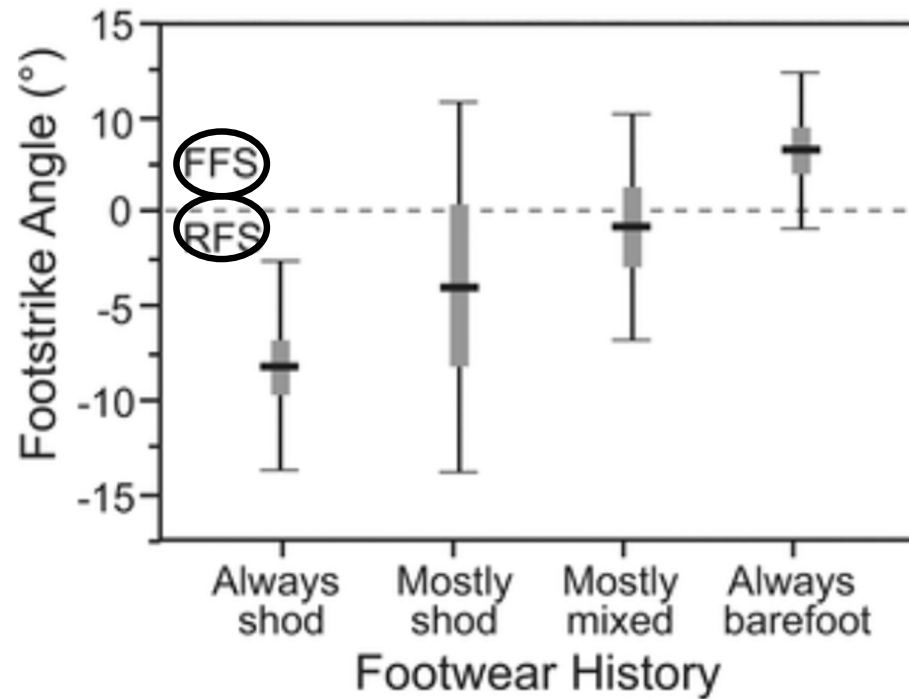 Footstrike Angle (°)
15
10
0
-5
-10
-15
FFS
RFS
Always
shod
Mostly
shod
Mostly
mixed
Always
barefoot
Footwear History